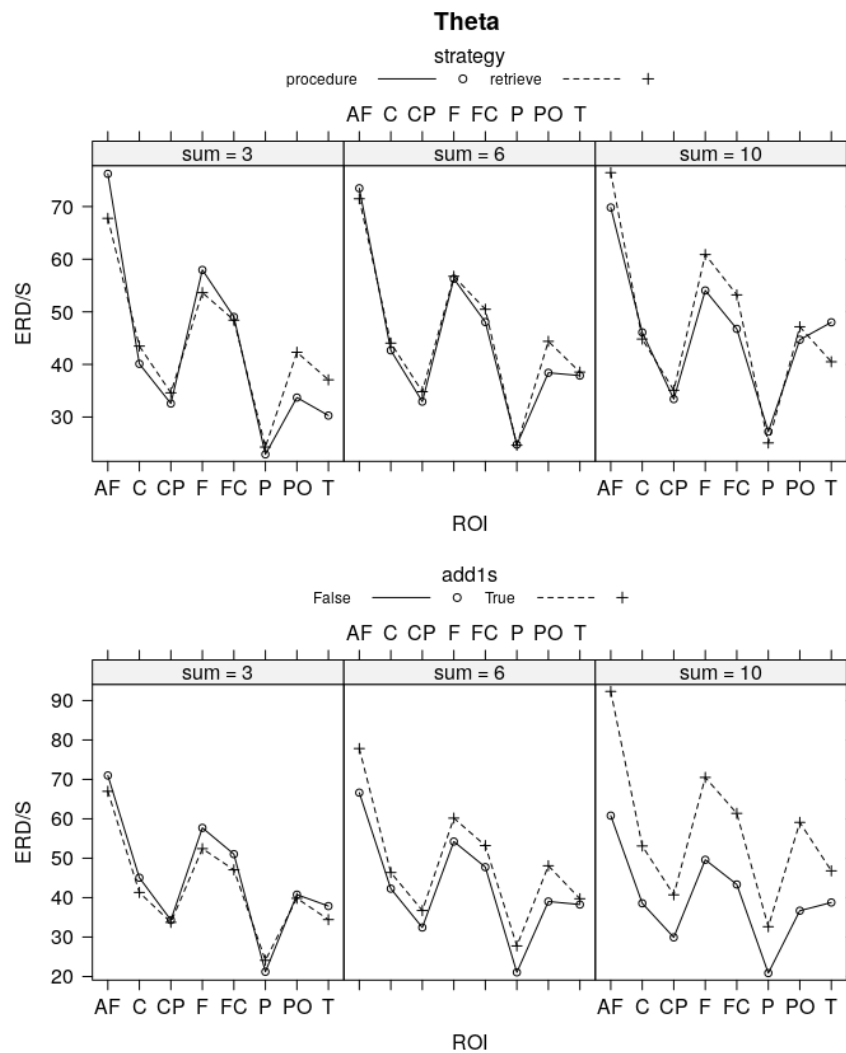 Theta
strategy
procedure retrieve
AF C CP F FC P PO T
sum = 3 sum = 6 sum = 10
70
60
50
40
30
ERD/S
AF C CP F FC P PO T AF C CP F FC P PO T
ROI
add1s
False True
AF C CP F FC P PO T
sum = 3 sum = 6 sum = 10
90
80
70
60
50
40
30
20
ERD/S
AF C CP F FC P PO T AF C CP F FC P PO T
ROI